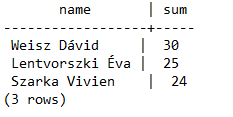 name | sum
-----------------+-----
Weisz Dávid | 30
Lentvorszki Éva | 25
Szarka Vivien | 24
(3 rows)